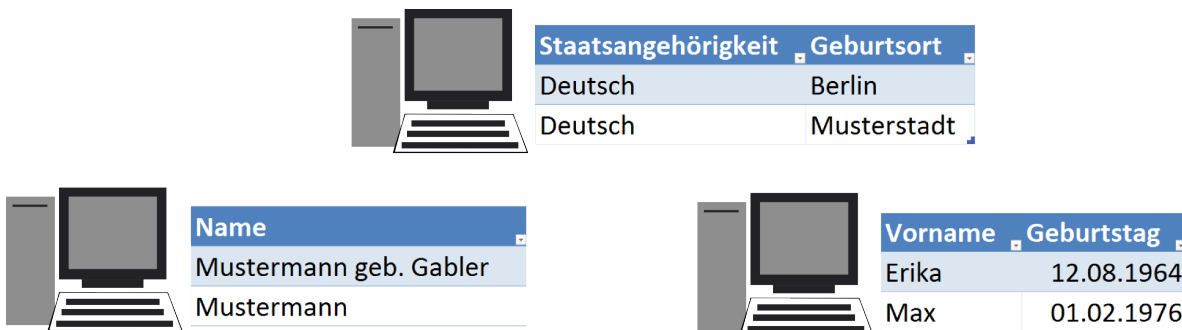 Staatsangehörigkeit Geburtsort
Deutsch Berlin
Deutsch Musterstadt
Name
Mustermann geb. Gabler
Mustermann
Vorname Geburtstag
Erika 12.08.1964
Max 01.02.1976